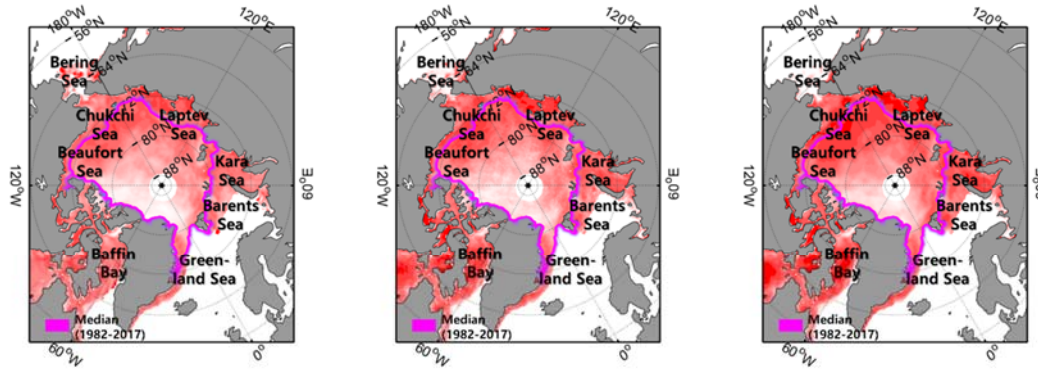 180°W 56°N 120°E
Bering Sea
64°N
72°N
Chukchi Sea
Laptev Sea
80°N
Beaufort Sea
88°N
Kara Sea
120°W
60°E
Barents Sea
Baffin Bay
Green-
land Sea
Median
(1982-2017)
60°W
0°
180°W 56°N 120°E
Bering Sea
64°N
72°N
Chukchi Sea
Laptev Sea
80°N
Beaufort Sea
88°N
Kara Sea
120°W
60°E
Barents Sea
Baffin Bay
Green-
land Sea
Median
(1982-2017)
60°W
0°
180°W 56°N 120°E
Bering Sea
64°N
72°N
Chukchi Sea
Laptev Sea
80°N
Beaufort Sea
88°N
Kara Sea
120°W
60°E
Barents Sea
Baffin Bay
Green-
land Sea
Median
(1982-2017)
60°W
0°